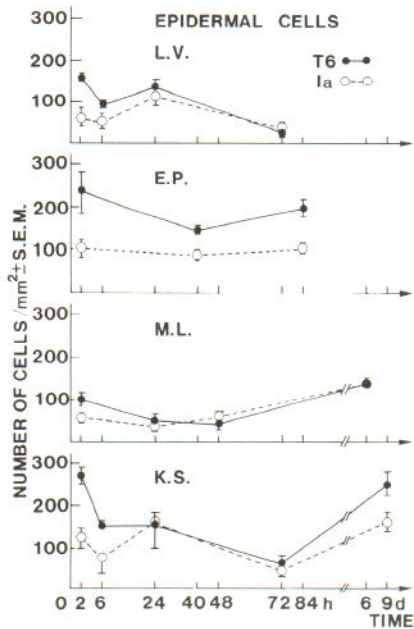 EPIDERMAL CELLS
L.V.
T6
Ia
300
200
100
E.P.
300
200
100
M.L.
300
200
100
K.S.
300
200
100
NUMBER OF CELLS/mm²± S.E.M.
0 2 6 24 40 48 72 84 h 6 9d
TIME